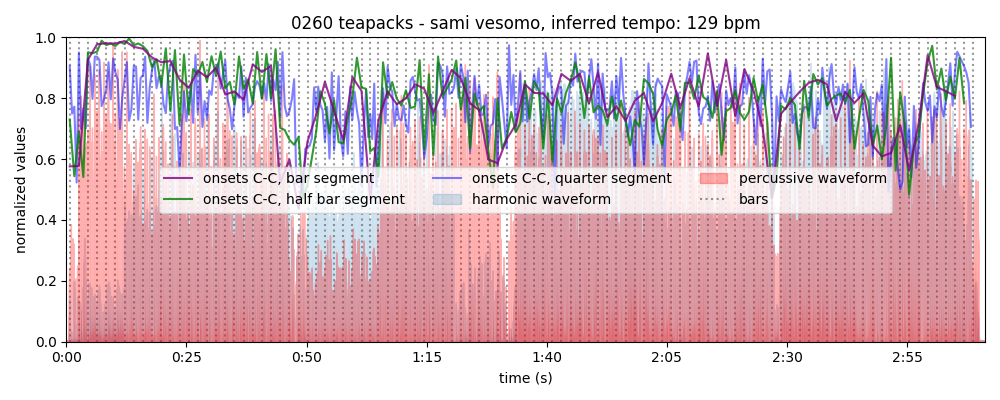 0260 teapacks - sami vesomo, inferred tempo: 129 bpm
1.0
0.8
0.6
0.4
0.2
0.0
normalized values
onsets C-C, bar segment
onsets C-C, half bar segment
onsets C-C, quarter segment
harmonic waveform
percussive waveform
bars
0:00 0:25 0:50 1:15 1:40 2:05 2:30 2:55
time (s)